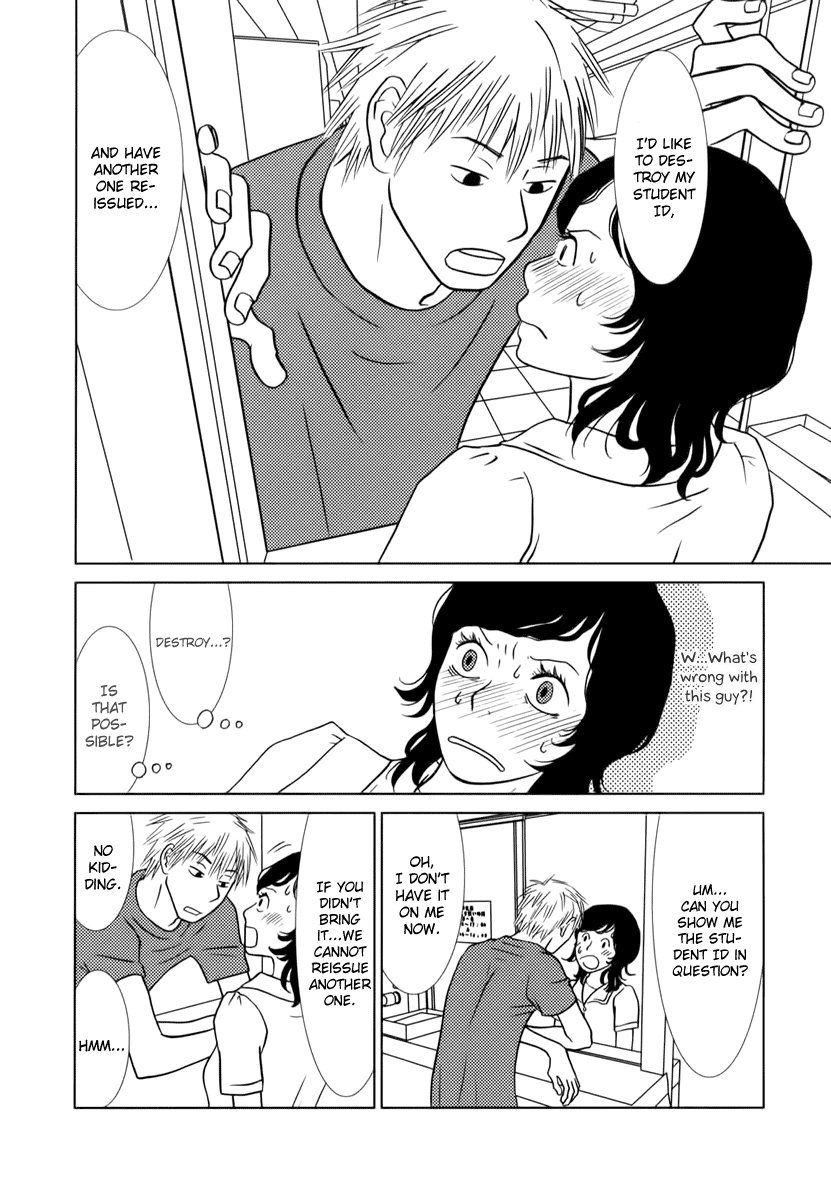 I'D LIKE
TO DES-
TROY MY
STUDENT
ID,
AND HAVE
ANOTHER
ONE RE-
ISSUED...
W...What's
wrong with
this guy?!
DESTROY...?
IS
THAT
POS-
SIBLE?
UM...
CAN YOU
SHOW ME
THE STU-
DENT ID IN
QUESTION?
OH,
I DON'T
HAVE IT
ON ME
NOW.
IF YOU
DIDN'T
BRING
IT...WE
CANNOT
REISSUE
ANOTHER
ONE.
NO
KID-
DING.
HMM...